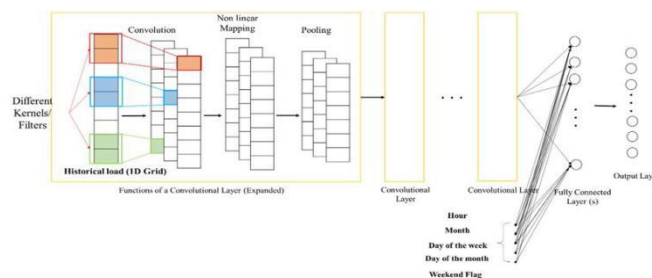 Convolution
Non linear
Mapping
Pooling
Different
Kernels/
Filters
Historical load (1D Grid)
Functions of a Convolutional Layer (Expanded)
Convolutional
Layer
Convolutional Layer
Fully Connected
Layer (s)
Output Lay
Hour
Month
Day of the week
Day of the month
Weekend Flag